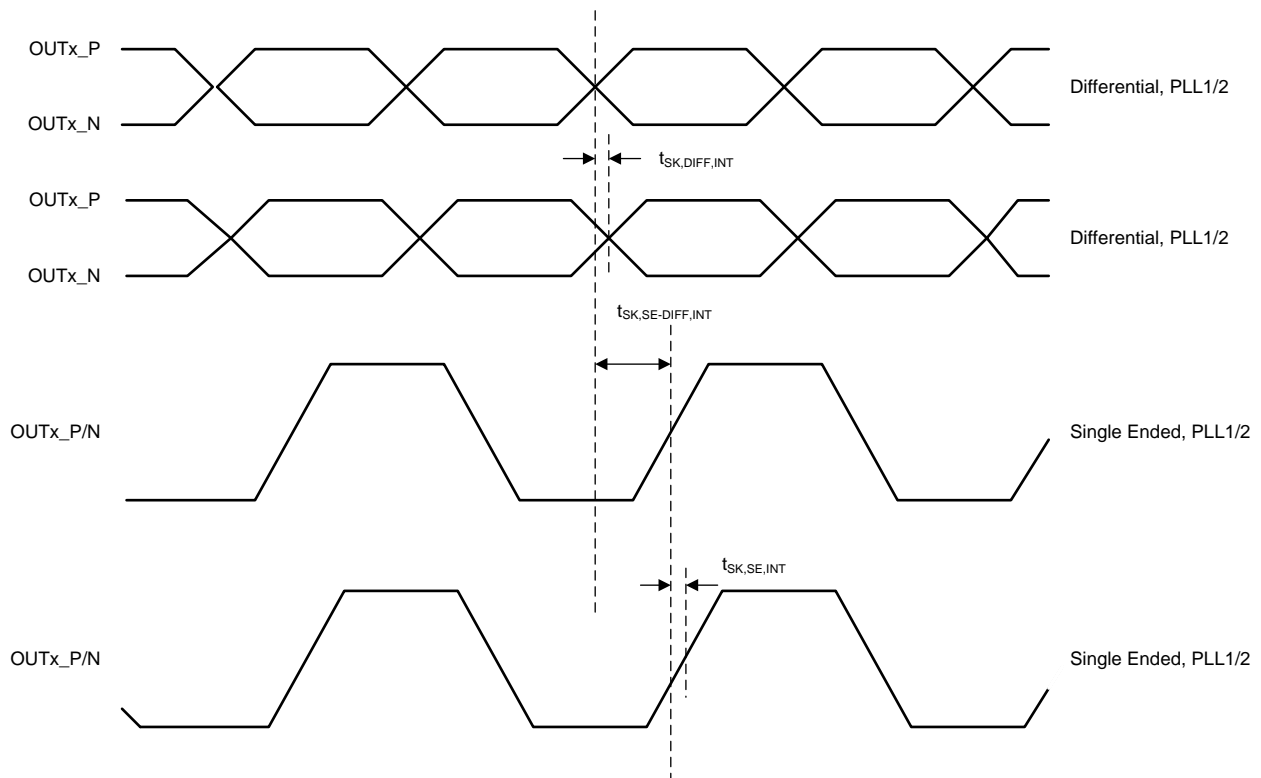 OUTx_P
Differential, PLL1/2
OUTx_N
tSK,DIFF,INT
OUTx_P
Differential, PLL1/2
OUTx_N
tSK,SE-DIFF,INT
OUTx_P/N
Single Ended, PLL1/2
tSK,SE,INT
OUTx_P/N
Single Ended, PLL1/2